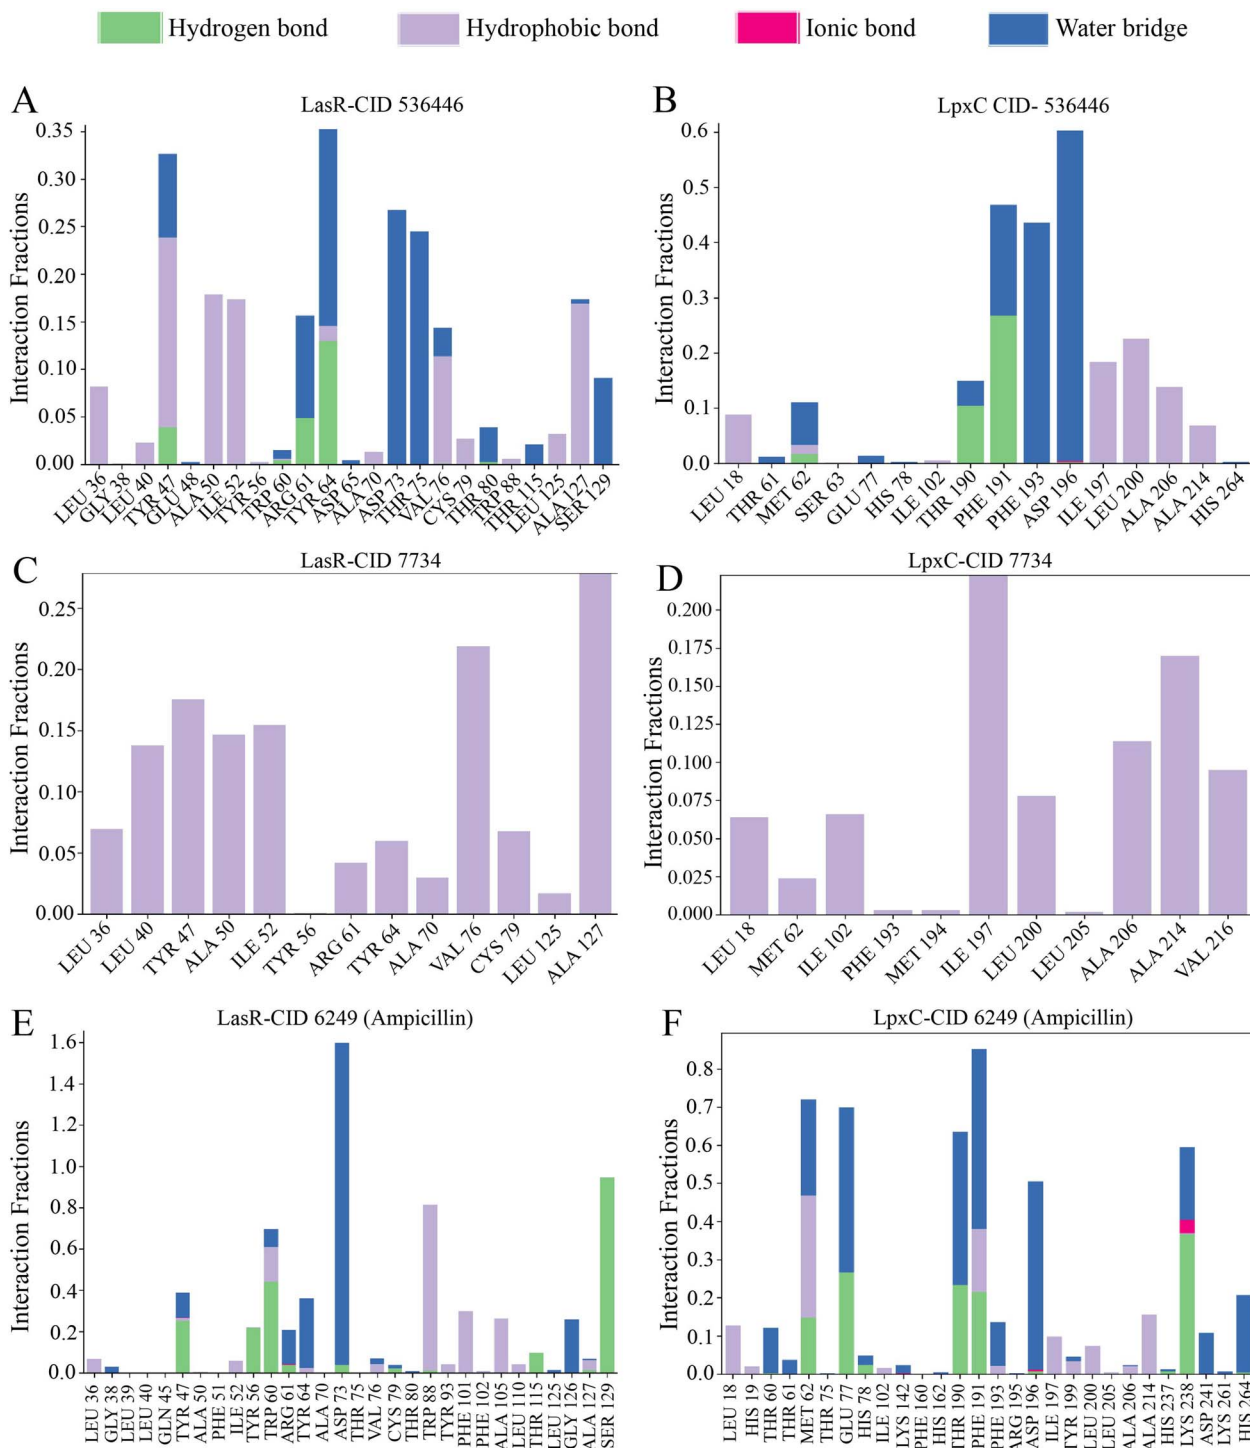 Hydrogen bond Hydrophobic bond Ionic bond Water bridge
A
LasR-CID 536446
Interaction Fractions
0.35
0.30
0.25
0.20
0.15
0.10
0.05
0.00
LEU 36
GLY 38
LEU 40
TYR 47
GLU 48
ALA 50
ILE 52
TYR 56
TRP 60
ARG 61
TYR 64
ASP 65
ALA 70
ASP 73
THR 75
VAL 76
CYS 79
THR 80
TRP 88
THR 115
LEU 125
ALA 127
SER 129
B
LpxC CID- 536446
Interaction Fractions
0.6
0.5
0.4
0.3
0.2
0.1
0.0
LEU 18
THR 61
MET 62
SER 63
GLU 77
HIS 78
ILE 102
THR 190
PHE 191
PHE 193
ASP 196
ILE 197
LEU 200
ALA 206
ALA 214
HIS 264
C
LasR-CID 7734
Interaction Fractions
0.25
0.20
0.15
0.10
0.05
0.00
LEU 36
LEU 40
TYR 47
ALA 50
ILE 52
TYR 56
ARG 61
TYR 64
ALA 70
VAL 76
CYS 79
LEU 125
ALA 127
D
LpxC-CID 7734
Interaction Fractions
0.200
0.175
0.150
0.125
0.100
0.075
0.050
0.025
0.000
LEU 18
MET 62
ILE 102
PHE 193
MET 194
ILE 197
LEU 200
LEU 205
ALA 206
ALA 214
VAL 216
E
LasR-CID 6249 (Ampicillin)
Interaction Fractions
1.6
1.4
1.2
1.0
0.8
0.6
0.4
0.2
0.0
LEU 36
GLY 38
LEU 39
LEU 40
GLN 45
TYR 47
ALA 50
PHE 51
ILE 52
TYR 56
TRP 60
ARG 61
TYR 64
ALA 70
ASP 73
THR 75
VAL 76
CYS 79
THR 80
TRP 88
TYR 93
PHE 101
PHE 102
ALA 105
LEU 110
THR 115
LEU 125
GLY 126
ALA 127
SER 129
F
LpxC-CID 6249 (Ampicillin)
Interaction Fractions
0.8
0.7
0.6
0.5
0.4
0.3
0.2
0.1
0.0
LEU 18
HIS 19
THR 60
THR 61
MET 62
THR 75
GLU 77
HIS 78
ILE 102
LYS 142
PHE 160
HIS 162
THR 190
PHE 191
PHE 193
ARG 195
ASP 196
ILE 197
TYR 199
LEU 200
LEU 205
ALA 206
ALA 214
HIS 237
LYS 238
ASP 241
LYS 261
HIS 264